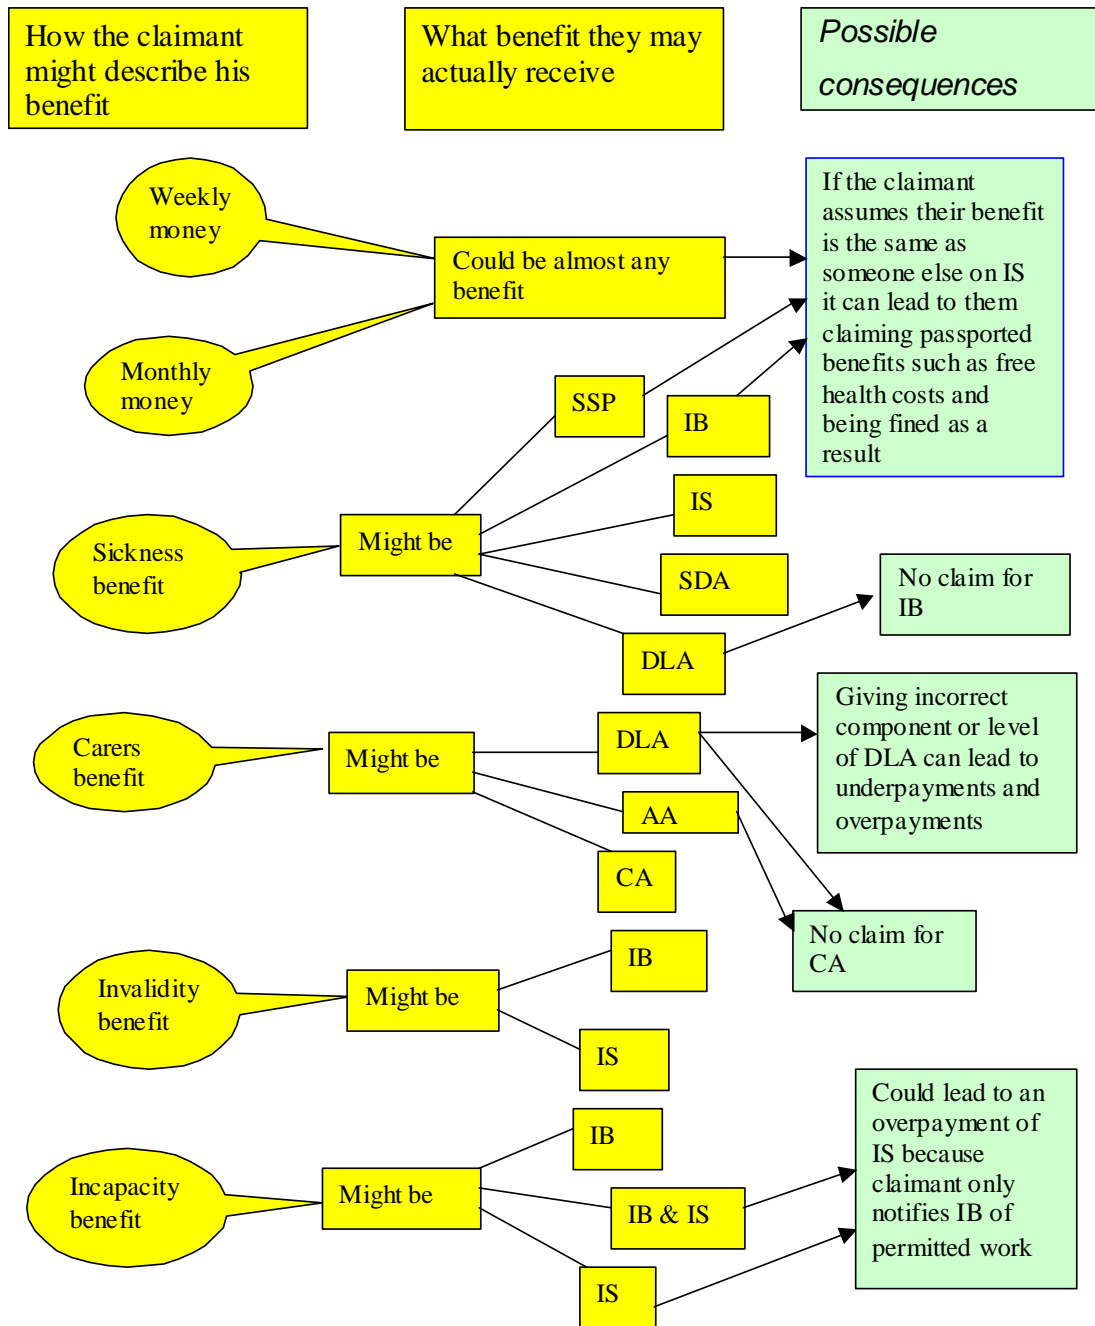 How the claimant
might describe his
benefit
What benefit they may
actually receive
Possible
consequences
Weekly
money
Could be almost any
benefit
If the claimant
assumes their benefit
is the same as
someone else on IS
it can lead to them
claiming passported
benefits such as free
health costs and
being fined as a
result
Monthly
money
SSP
IB
IS
Sickness
benefit
Might be
SDA
DLA
No claim for
IB
Carers
benefit
Might be
DLA
AA
CA
Giving incorrect
component or level
of DLA can lead to
underpayments and
overpayments
No claim for
CA
Invalidity
benefit
Might be
IB
IS
Incapacity
benefit
Might be
IB
IB & IS
IS
Could lead to an
overpayment of
IS because
claimant only
notifies IB of
permitted work